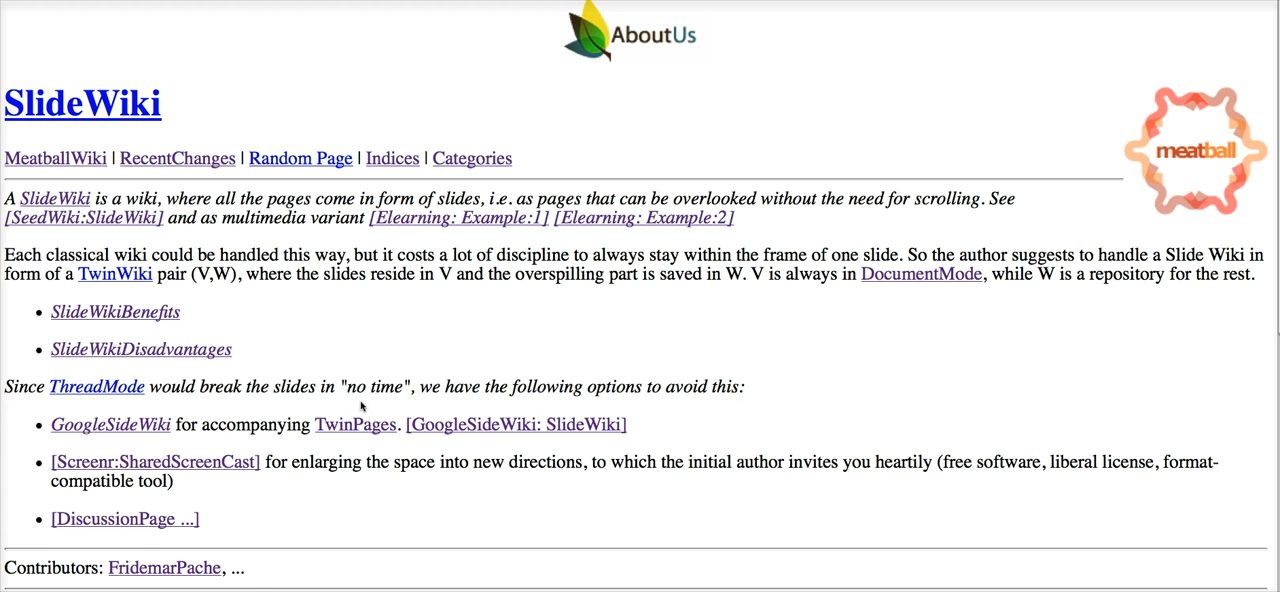 AboutUs
SlideWiki
meatball
MeatballWiki | RecentChanges | Random Page | Indices | Categories
A SlideWiki is a wiki, where all the pages come in form of slides, i.e. as pages that can be overlooked without the need for scrolling. See
[SeedWiki:SlideWiki] and as multimedia variant [Elearning: Example:1] [Elearning: Example:2]
Each classical wiki could be handled this way, but it costs a lot of discipline to always stay within the frame of one slide. So the author suggests to handle a Slide Wiki in
form of a TwinWiki pair (V,W), where the slides reside in V and the overspilling part is saved in W. V is always in DocumentMode, while W is a repository for the rest.
• SlideWikiBenefits
• SlideWikiDisadvantages
Since ThreadMode would break the slides in "no time", we have the following options to avoid this:
• GoogleSideWiki for accompanying TwinPages. [GoogleSideWiki: SlideWiki]
• [Screenr:SharedScreenCast] for enlarging the space into new directions, to which the initial author invites you heartily (free software, liberal license, format-
compatible tool)
• [DiscussionPage ...]
Contributors: FridemarPache, ...